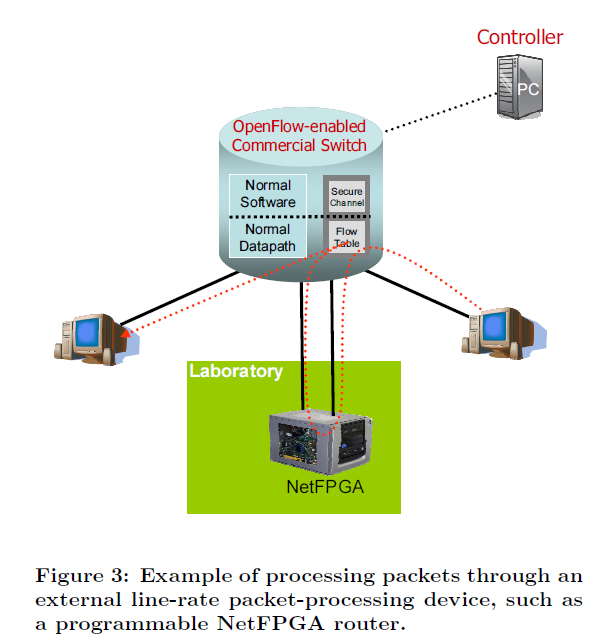 Controller
PC
OpenFlow-enabled
Commercial Switch
Normal
Software
Secure
Channel
Normal
Datapath
Flow
Table
Laboratory
NetFPGA
Figure 3: Example of processing packets through an
external line-rate packet-processing device, such as
a programmable NetFPGA router.